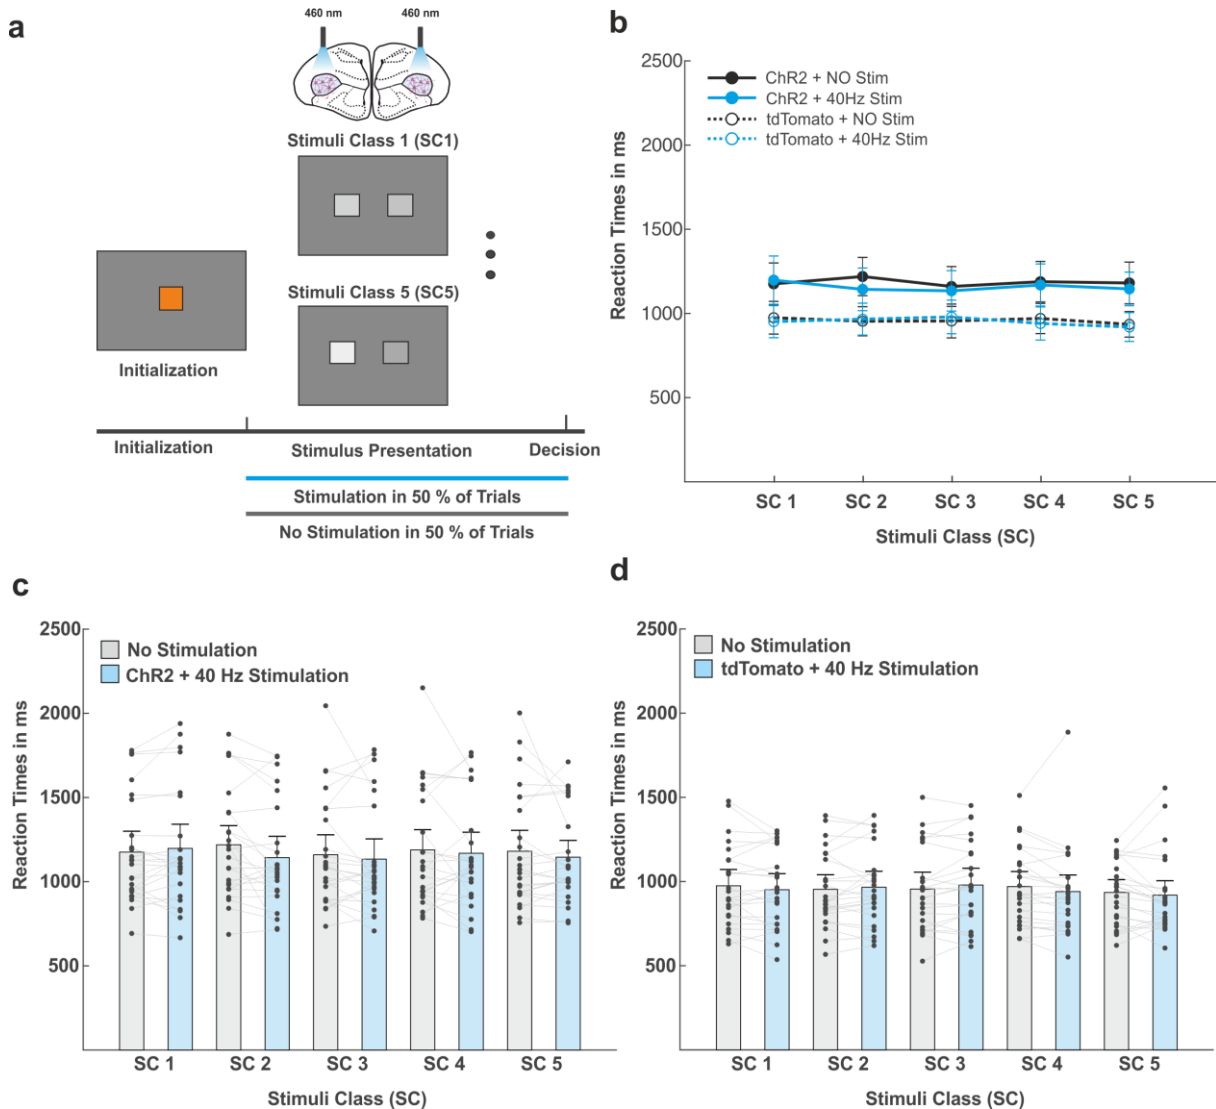 a
460 nm
460 nm
Stimuli Class 1 (SC1)
Stimuli Class 5 (SC5)
Initialization
Initialization
Stimulus Presentation
Decision
Stimulation in 50 % of Trials
No Stimulation in 50 % of Trials
b
ChR2 + NO Stim
ChR2 + 40Hz Stim
tdTomato + NO Stim
tdTomato + 40Hz Stim
Reaction Times in ms
2500
2000
1500
1000
500
SC 1 SC 2 SC 3 SC 4 SC 5
Stimuli Class (SC)
c
No Stimulation
ChR2 + 40 Hz Stimulation
Reaction Times in ms
2500
2000
1500
1000
500
SC 1 SC 2 SC 3 SC 4 SC 5
Stimuli Class (SC)
d
No Stimulation
tdTomato + 40 Hz Stimulation
Reaction Times in ms
2500
2000
1500
1000
500
SC 1 SC 2 SC 3 SC 4 SC 5
Stimuli Class (SC)